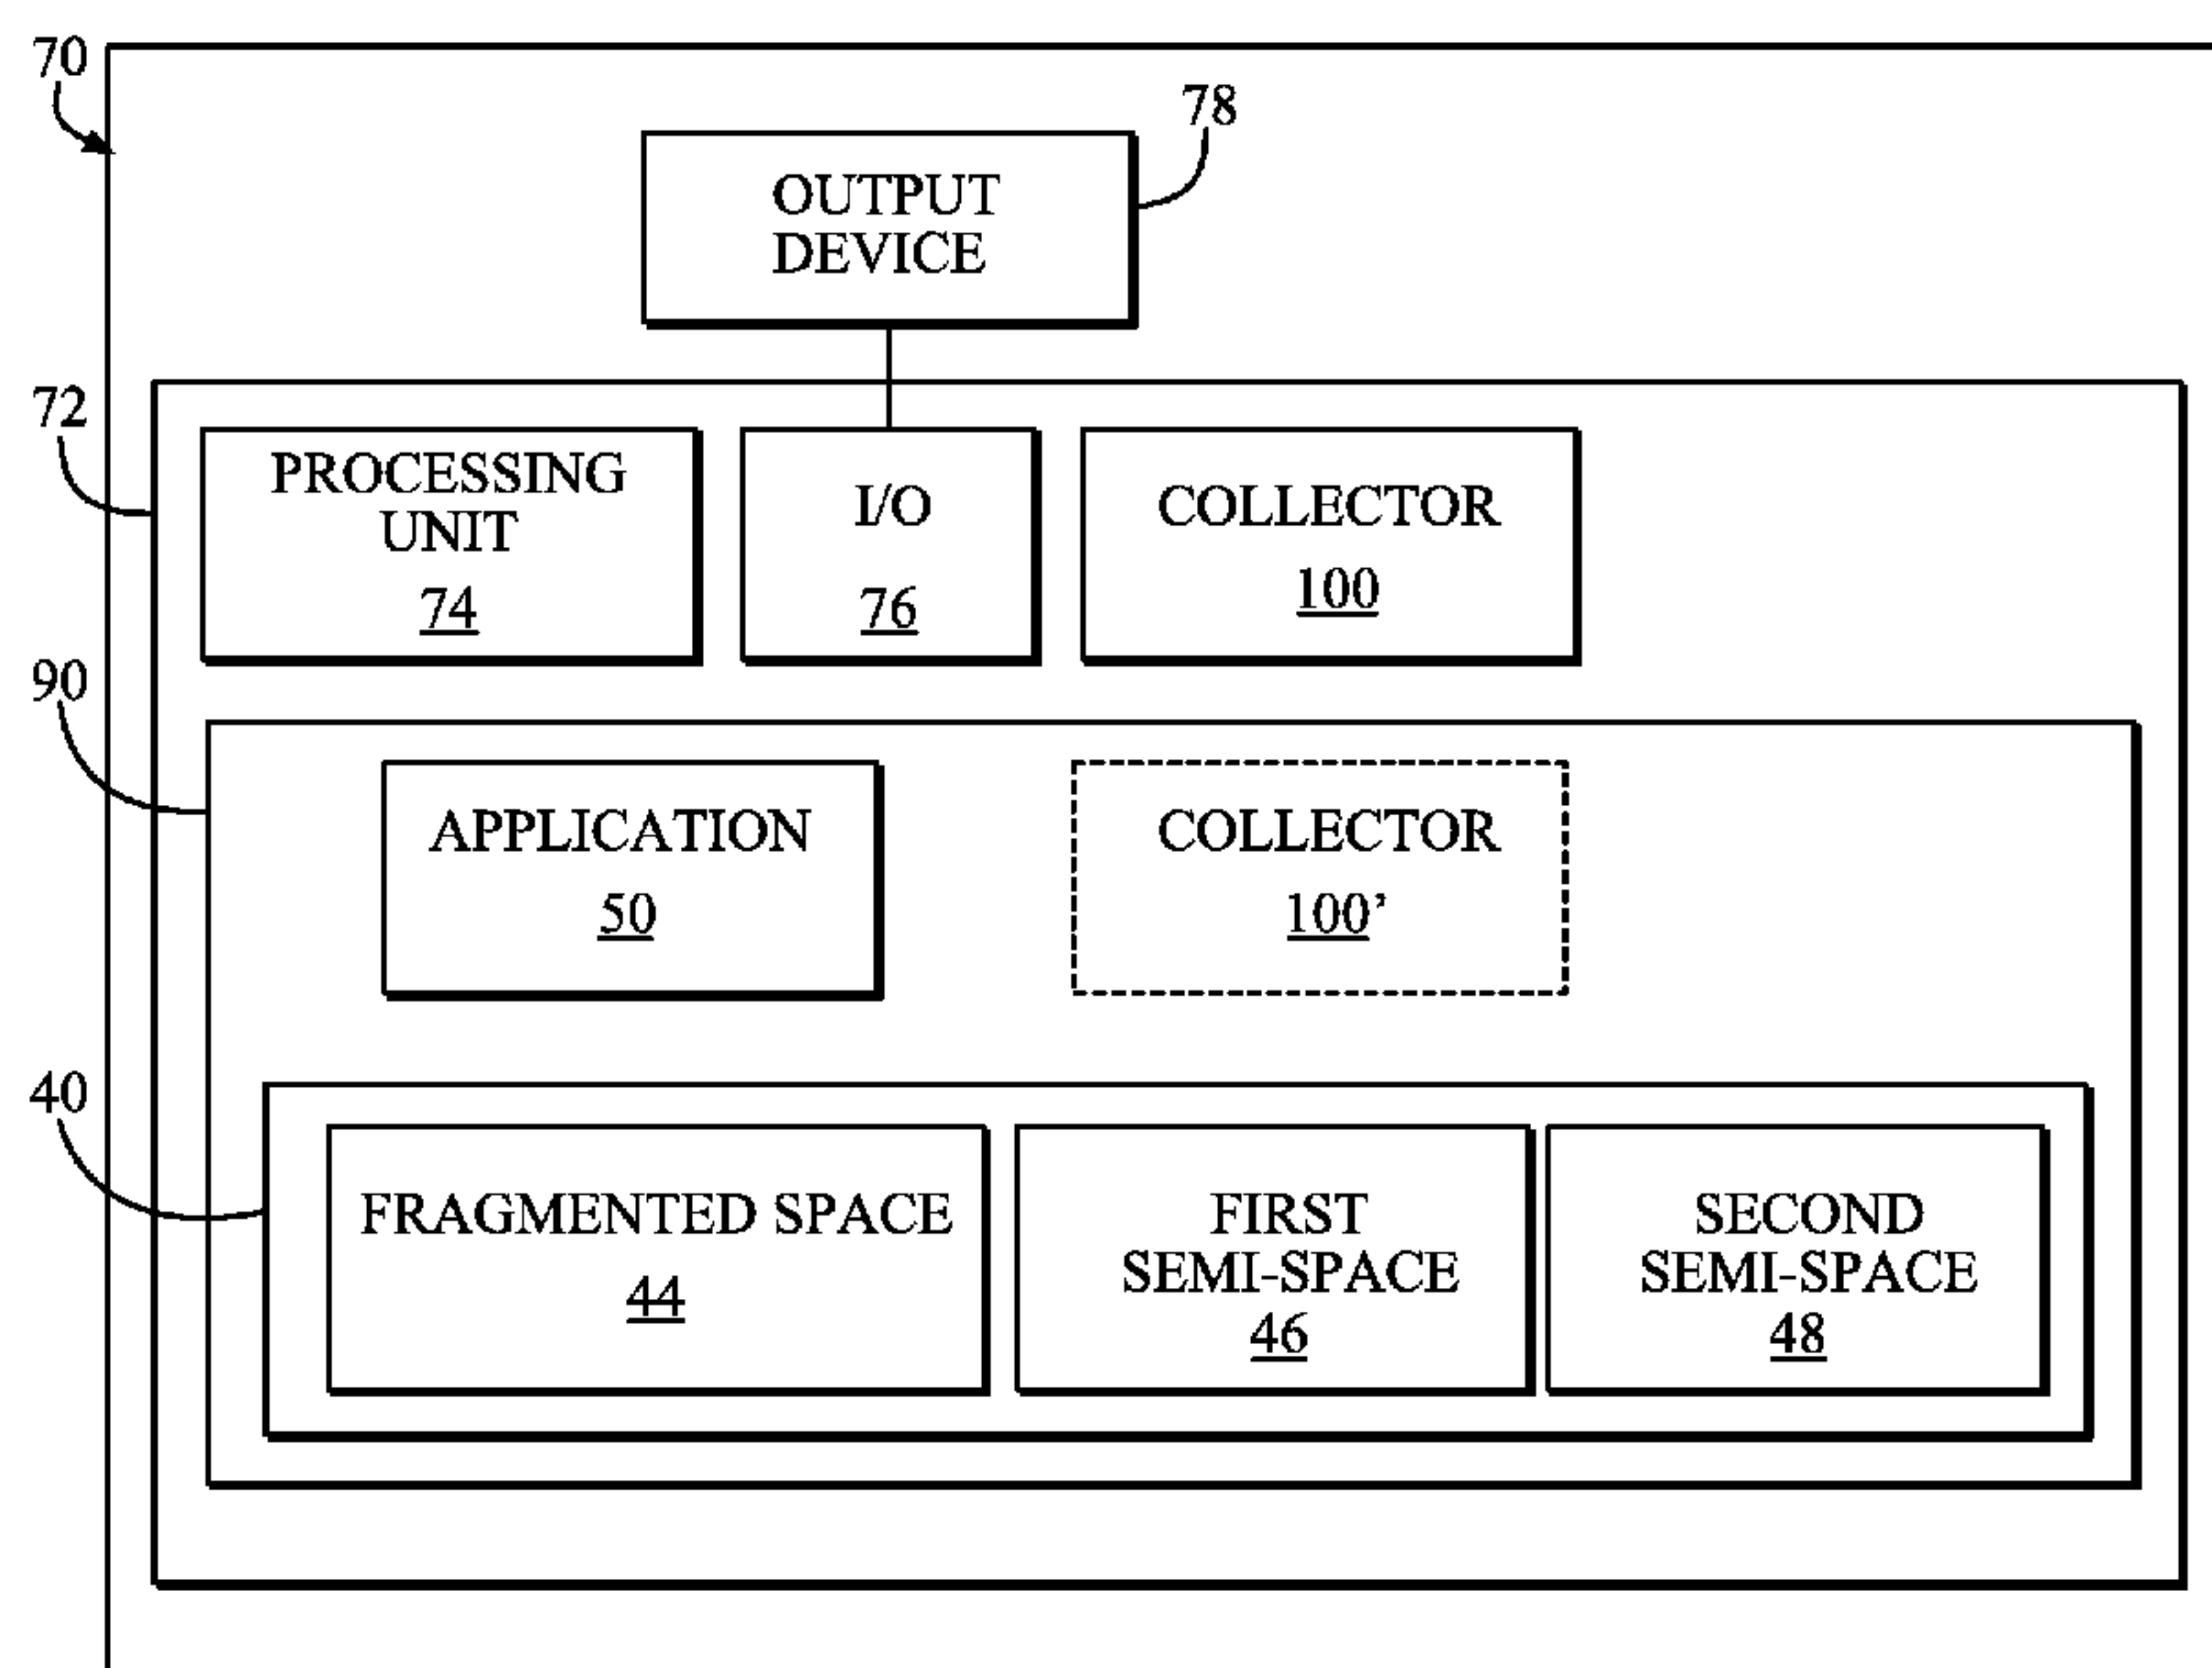 70
78
OUTPUT
DEVICE
72
PROCESSING
UNIT
74
I/O
76
COLLECTOR
100
90
APPLICATION
50
COLLECTOR
100’
40
FRAGMENTED SPACE
44
FIRST
SEMI-SPACE
46
SECOND
SEMI-SPACE
48